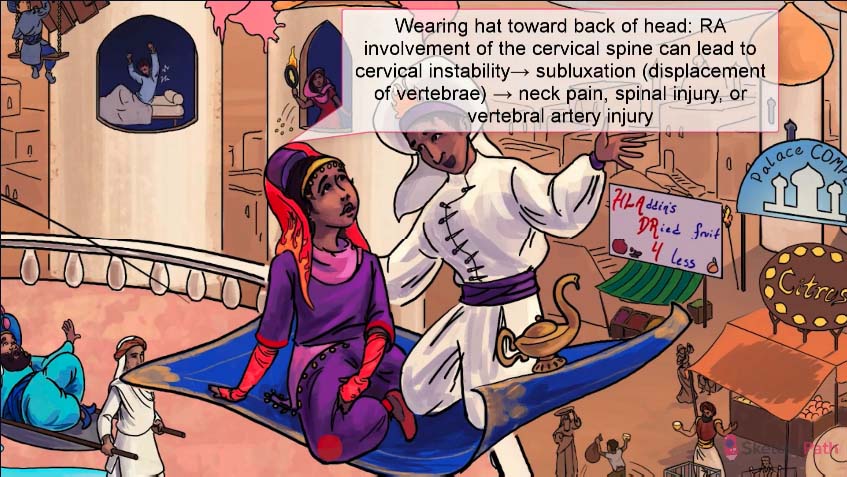 Wearing hat toward back of head: RA
involvement of the cervical spine can lead to
cervical instability→ subluxation (displacement
of vertebrae) → neck pain, spinal injury, or
vertebral artery injury
Palace COMPL
HLAddin's
DRied fruit
4 less
Citrus
SketchyPath